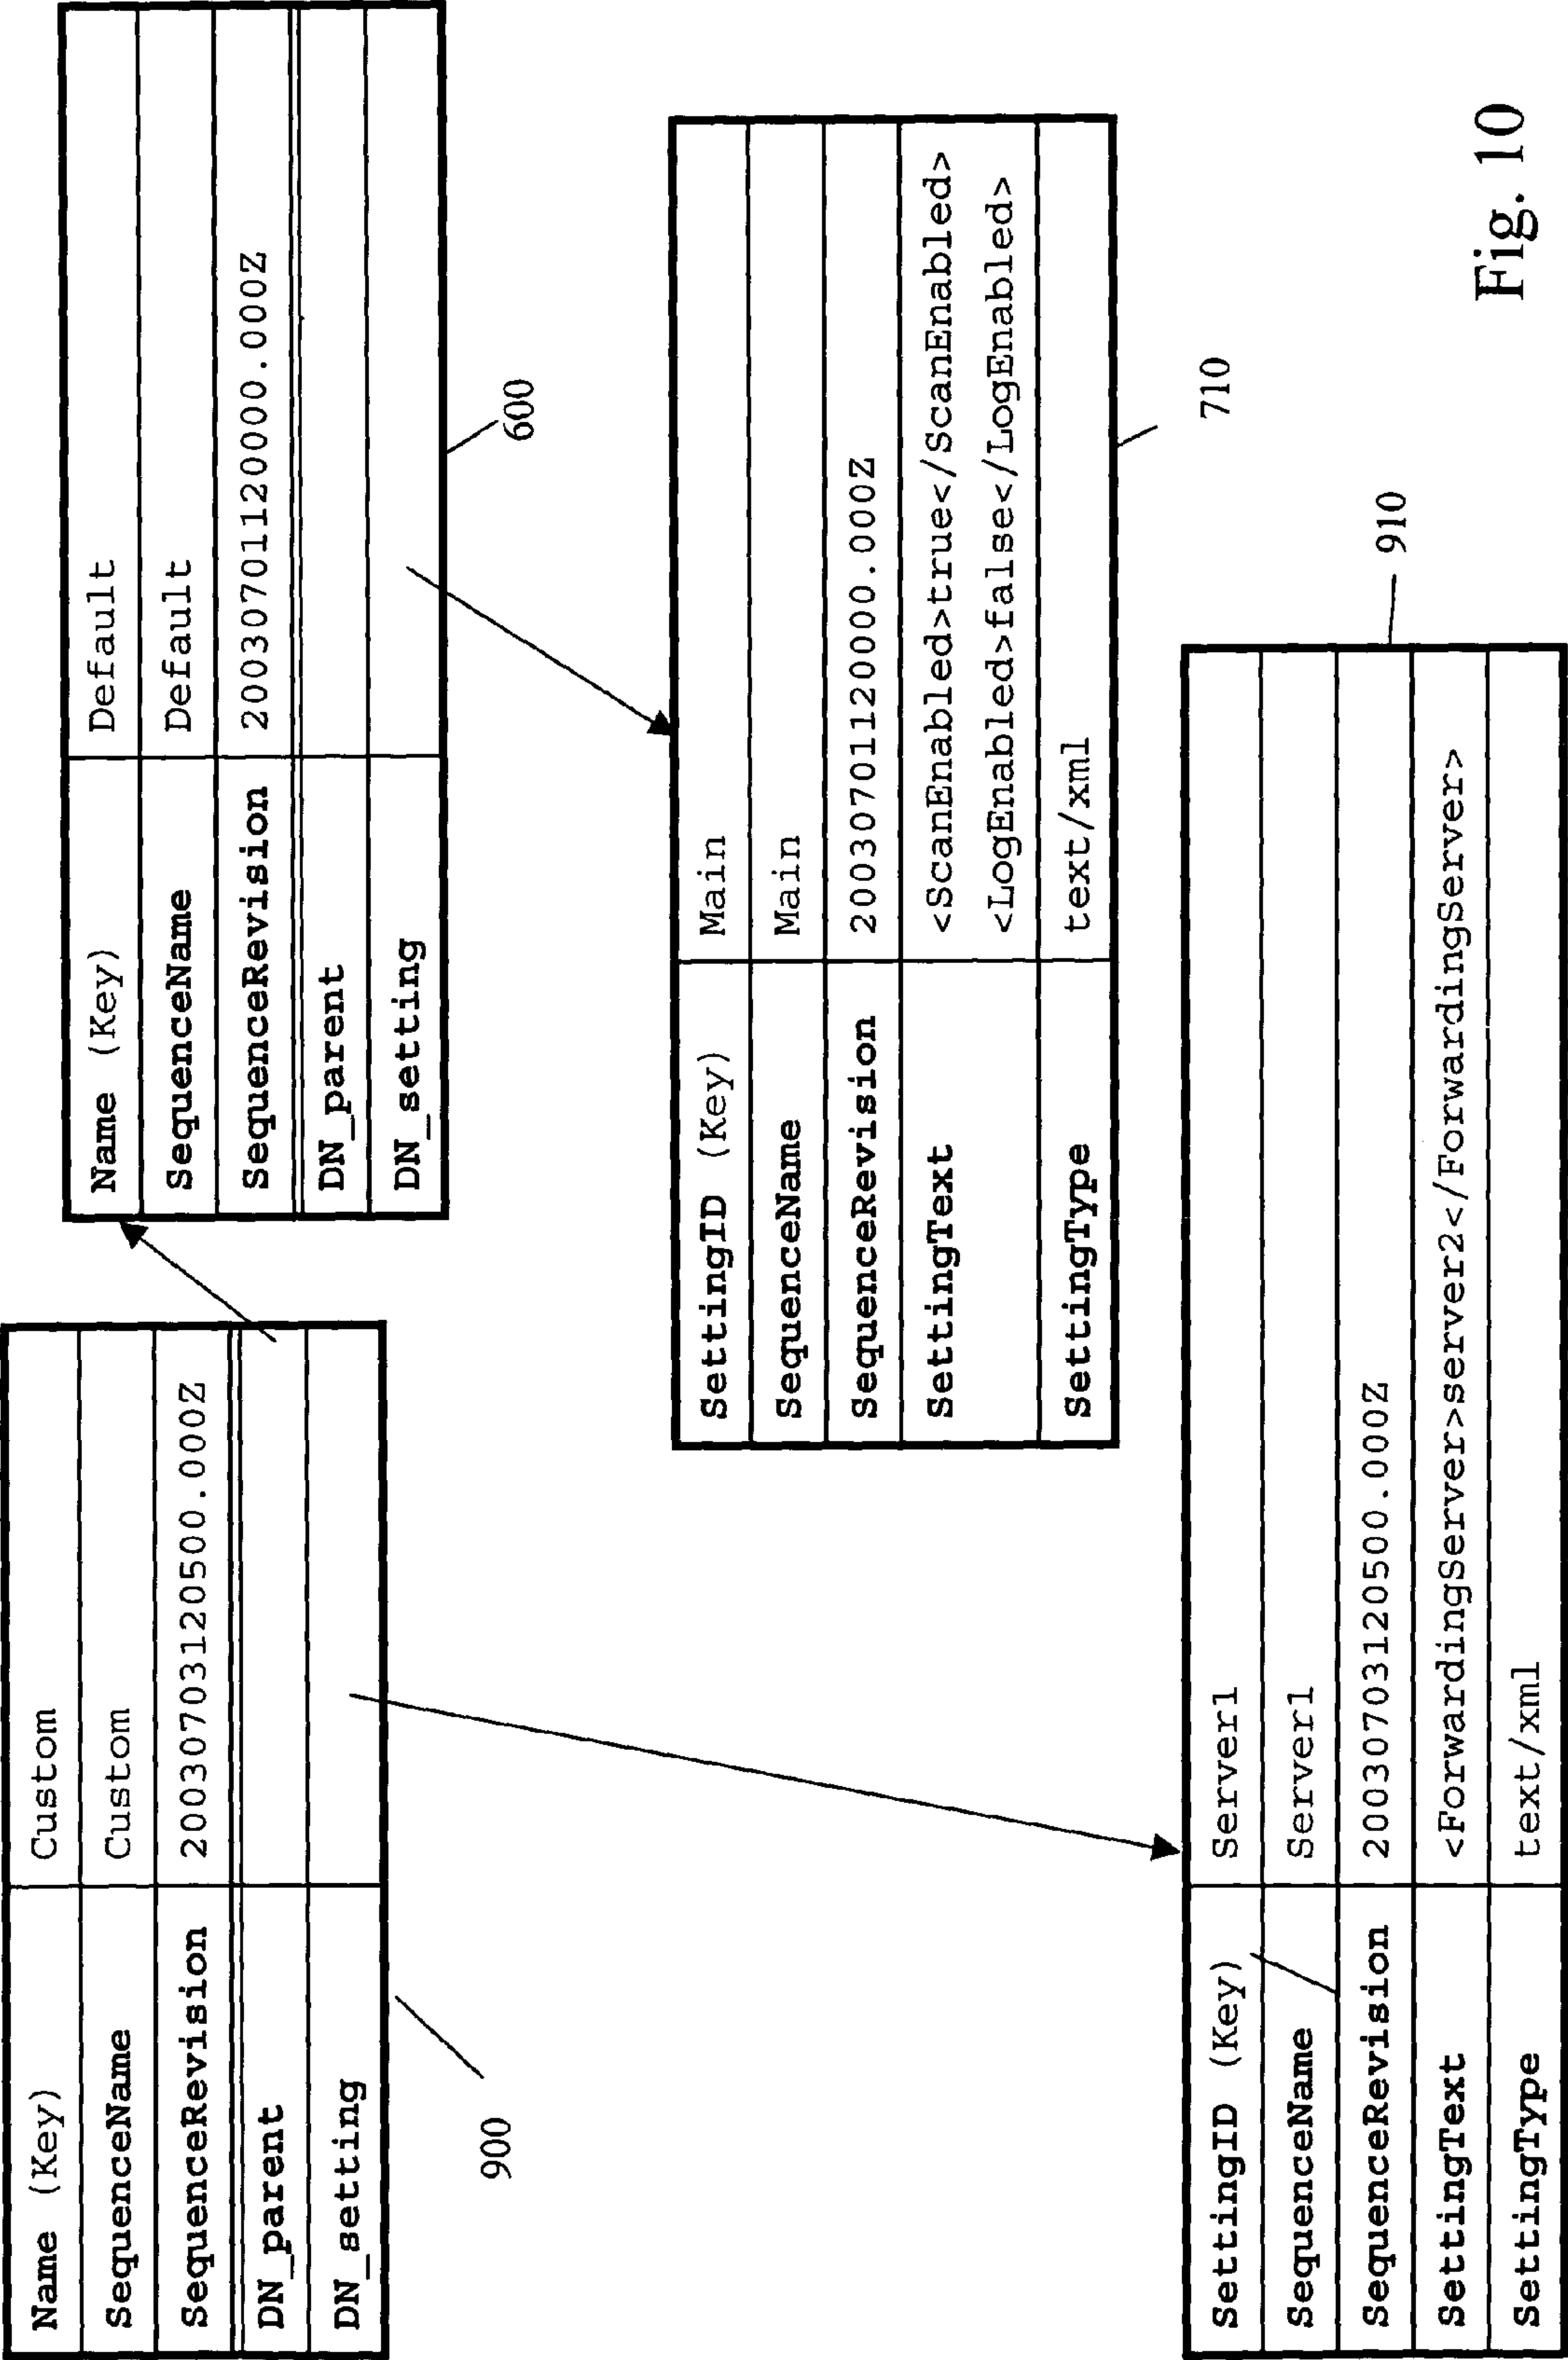 Name (Key) Custom
SequenceName Custom
SequenceRevision 20030703120500.000Z
DN_parent
DN_setting
900
Name (Key) Default
SequenceName Default
SequenceRevision 20030701120000.000Z
DN_parent
DN_setting
600
SettingID (Key) Main
SequenceName Main
SequenceRevision 20030701120000.000Z
SettingText <ScanEnabled>true</ScanEnabled>
<LogEnabled>false</LogEnabled>
SettingType text/xml
710
SettingID (Key) Server1
SequenceName Server1
SequenceRevision 20030703120500.000Z
SettingText <ForwardingServer>server2</ForwardingServer>
SettingType text/xml
910
Fig. 10